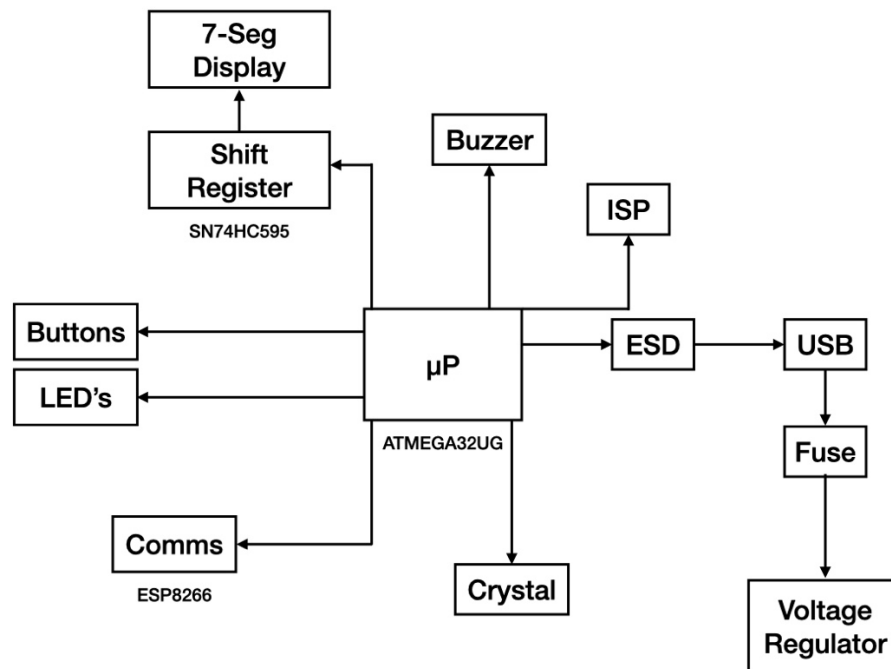 7-Seg
Display
Shift
Register
SN74HC595
Buzzer
ISP
Buttons
LED's
µP
ATMEGA32UG
ESD
USB
Fuse
Comms
ESP8266
Crystal
Voltage
Regulator